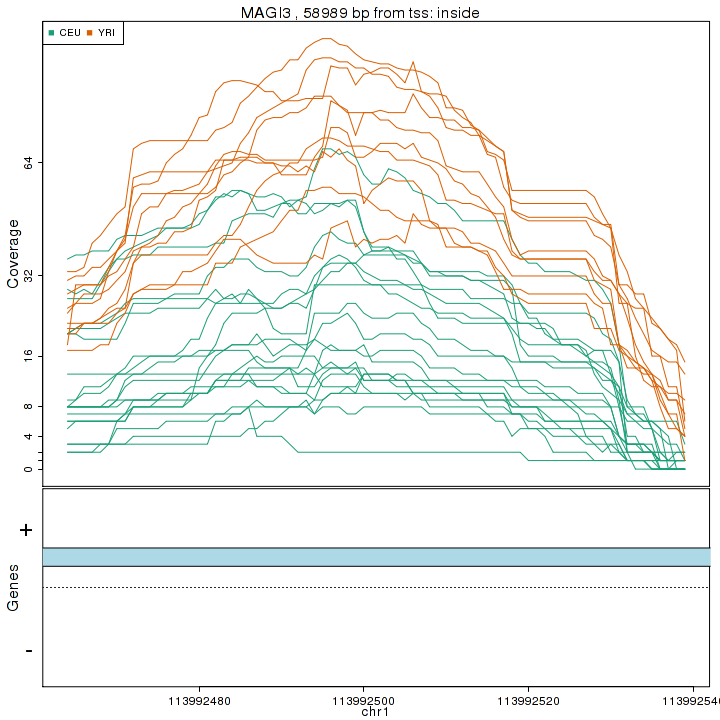 MAGI3 , 58989 bp from tss: inside
CEU YRI
Coverage
64
32
16
8
4
0
Genes
+
-
113992480 113992500 113992520 11399254
chr1